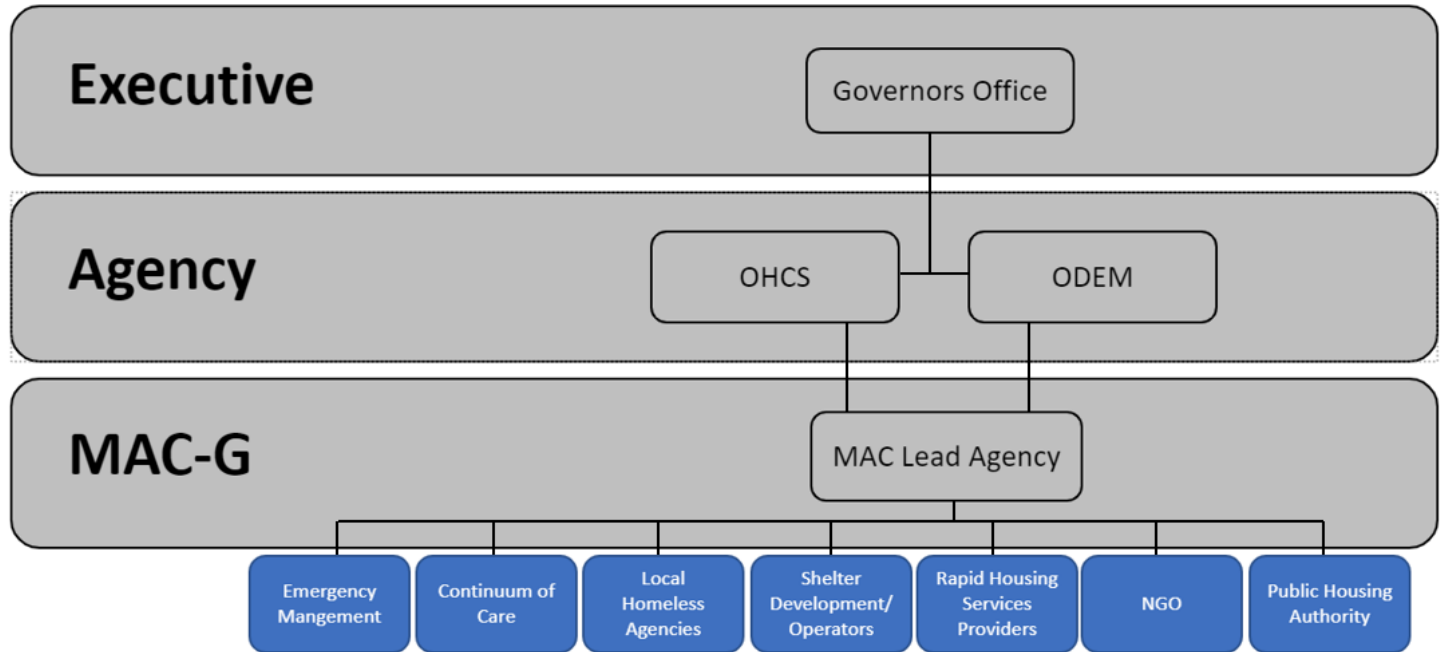 Executive
Governors Office
Agency
OHCS
ODEM
MAC-G
MAC Lead Agency
Emergency
Mangement
Continuum of
Care
Local
Homeless
Agencies
Shelter
Development/
Operators
Rapid Housing
Services
Providers
NGO
Public Housing
Authority